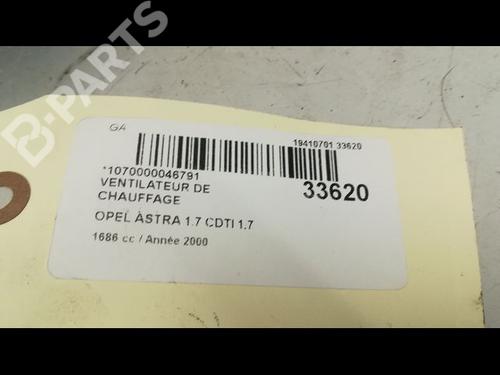 B-PARTS
GA
19410701 33620
*1070000046791
33620
VENTILATEUR DE
CHAUFFAGE
OPEL ASTRA 1.7 CDTI 1.7
1686 cc / Année 2000